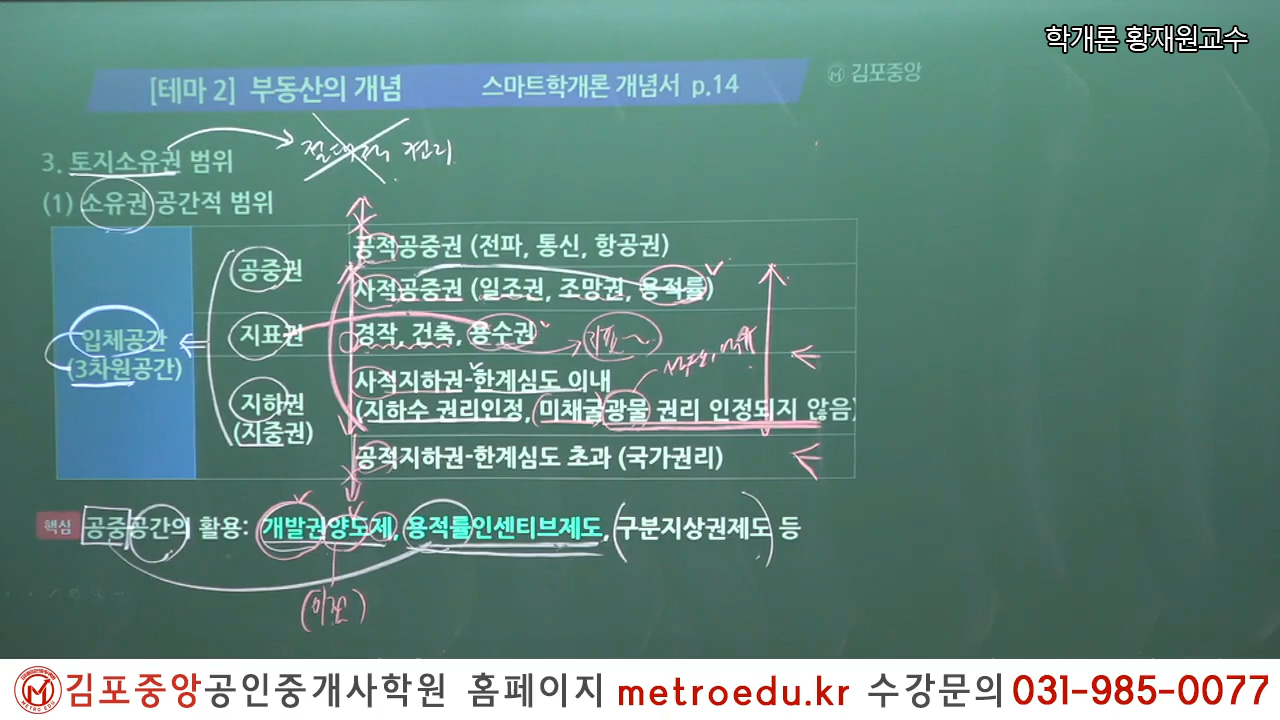 학개론 황재원교수
[테마 2] 부동산의 개념 스마트학개론 개념서 p.14
김포중앙
3. 토지소유권 범위
절대적 권리
(1) 소유권 공간적 범위
입체공간
(3차원공간)
공중권
공적공중권 (전파, 통신, 항공권)
사적공중권 (일조권, 조망권, 용적률)
지표권
경작, 건축, 용수권
지표~
지하권
(지중권)
사적지하권-한계심도 이내
(지하수 권리인정, 미채굴광물 권리 인정되지 않음)
공적지하권-한계심도 초과 (국가권리)
핵심 공중공간의 활용: 개발권양도제, 용적률인센티브제도, 구분지상권제도 등
(이전)
김포중앙공인중개사학원 홈페이지 metroedu.kr 수강문의 031-985-0077